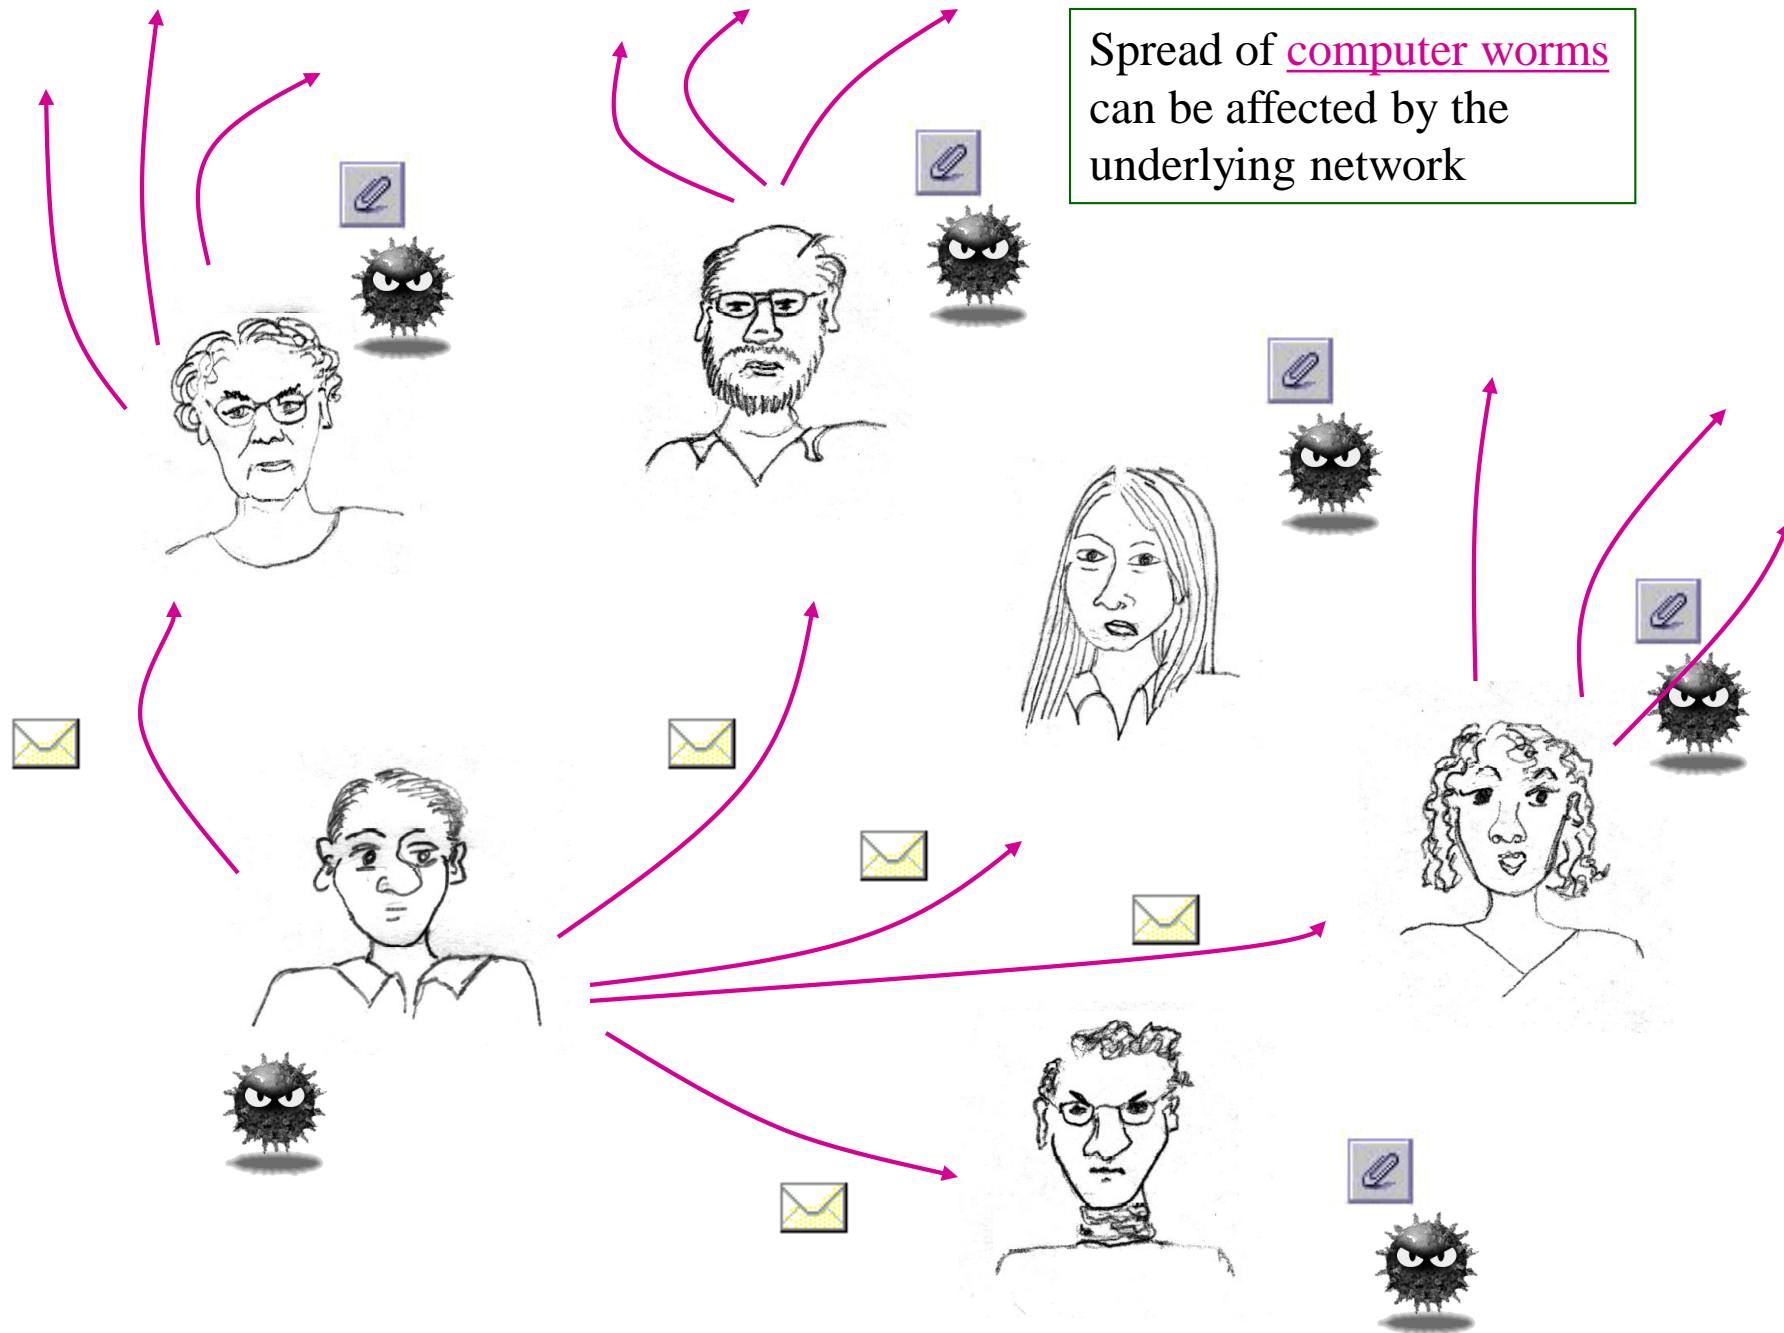 Spread of computer worms
can be affected by the
underlying network